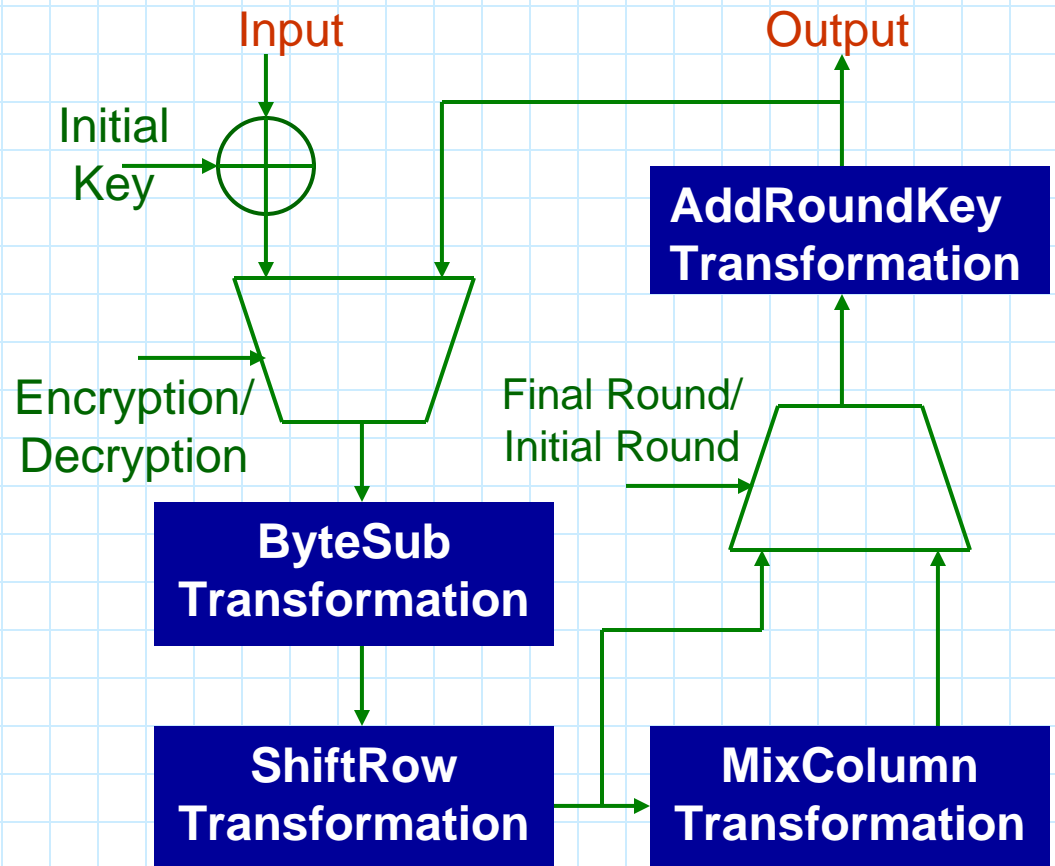 Input
Output
Initial
Key
AddRoundKey
Transformation
Encryption/
Decryption
Final Round/
Initial Round
ByteSub
Transformation
ShiftRow
Transformation
MixColumn
Transformation